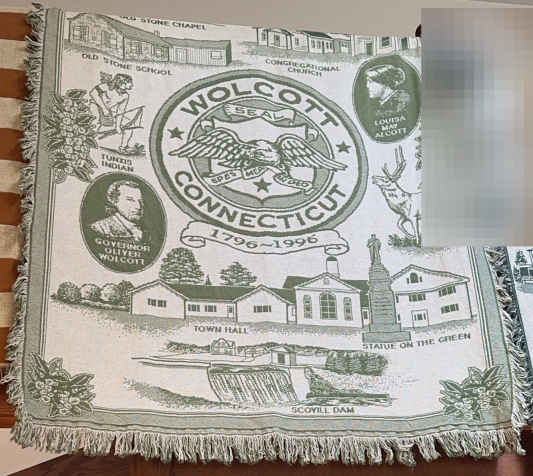 OLD STONE CHAPEL
OLD STONE SCHOOL
CONGREGATIONAL
CHURCH
WOLCOTT
SEAL
CONNECTICUT
1796~1996
LOUISA
MAY
ALCOTT
TUNXIS
INDIAN
GOVERNOR
OLIVER
WOLCOTT
TOWN HALL
STATUE ON THE GREEN
SCOVILL DAM